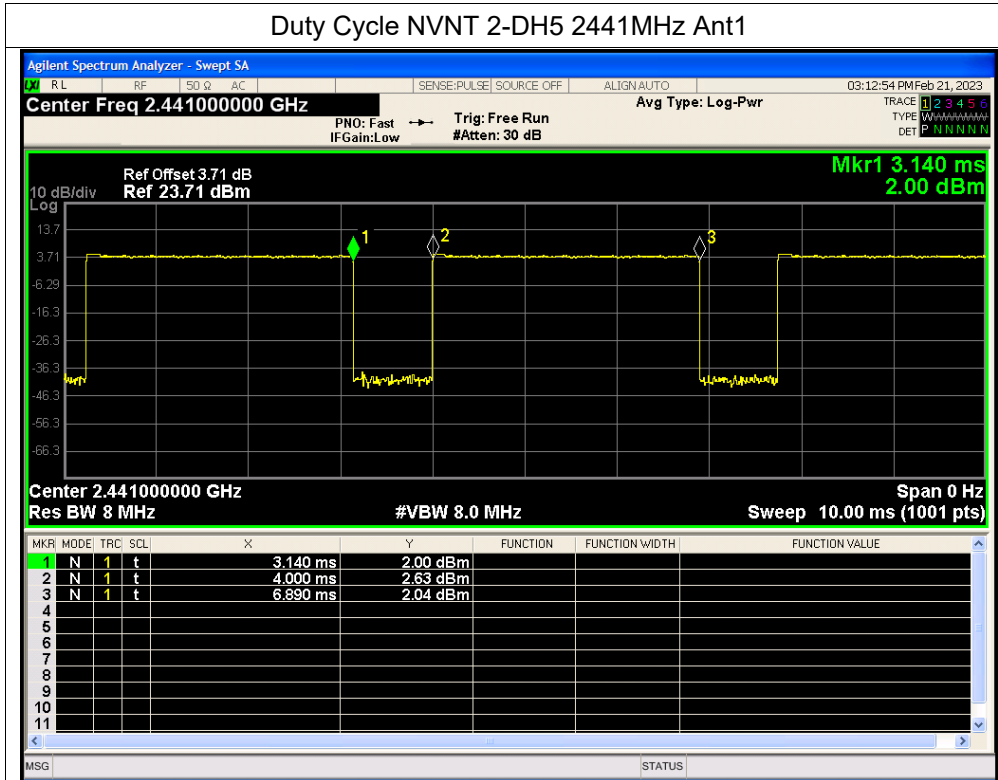 Duty Cycle NVNT 2-DH5 2441MHz Ant1
Agilent Spectrum Analyzer - Swept SA
LXI RL RF 50 Ω AC SENSE:PULSE SOURCE OFF ALIGN AUTO 03:12:54 PM Feb 21, 2023
Center Freq 2.441000000 GHz Avg Type: Log-Pwr TRACE 1 2 3 4 5 6
PNO: Fast Trig: Free Run TYPE WWWWWW
IFGain:Low #Atten: 30 dB DET P N N N N N
Mkr1 3.140 ms
Ref Offset 3.71 dB
10 dB/div Ref 23.71 dBm 2.00 dBm
Log
13.7
1 2 3
3.71
-6.29
-16.3
-26.3
-36.3
-46.3
-56.3
-66.3
Center 2.441000000 GHz Span 0 Hz
Res BW 8 MHz #VBW 8.0 MHz Sweep 10.00 ms (1001 pts)
MKR MODE TRC SCL X Y FUNCTION FUNCTION WIDTH FUNCTION VALUE
1 N 1 t 3.140 ms 2.00 dBm
2 N 1 t 4.000 ms 2.63 dBm
3 N 1 t 6.890 ms 2.04 dBm
4
5
6
7
8
9
10
11
MSG STATUS